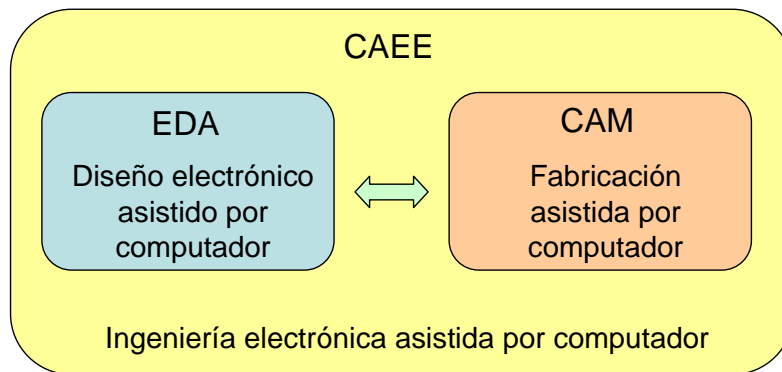 CAEE
EDA
Diseño electrónico
asistido por
computador
CAM
Fabricación
asistida por
computador
Ingeniería electrónica asistida por computador